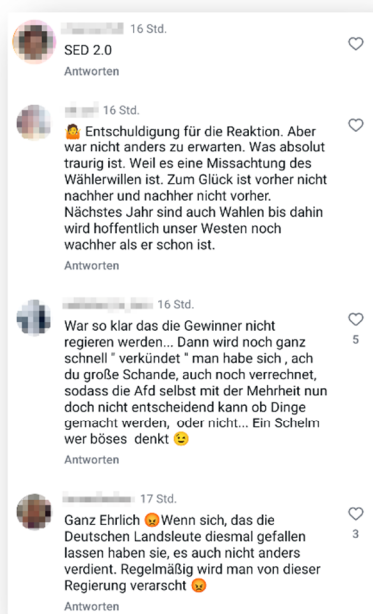 16 Std.
SED 2.0
Antworten
16 Std.
🤷 Entschuldigung für die Reaktion. Aber
war nicht anders zu erwarten. Was absolut
traurig ist. Weil es eine Missachtung des
Wählerwillen ist. Zum Glück ist vorher nicht
nachher und nachher nicht vorher.
Nächstes Jahr sind auch Wahlen bis dahin
wird hoffentlich unser Westen noch
wachher als er schon ist.
Antworten
16 Std.
War so klar das die Gewinner nicht
regieren werden... Dann wird noch ganz
schnell " verkündet " man habe sich , ach
du große Schande, auch noch verrechnet,
sodass die Afd selbst mit der Mehrheit nun
doch nicht entscheidend kann ob Dinge
gemacht werden, oder nicht... Ein Schelm
wer böses denkt 😉
5
Antworten
17 Std.
Ganz Ehrlich 😡Wenn sich, das die
Deutschen Landsleute diesmal gefallen
lassen haben sie, es auch nicht anders
verdient. Regelmäßig wird man von dieser
Regierung verarscht 😡
3
Antworten